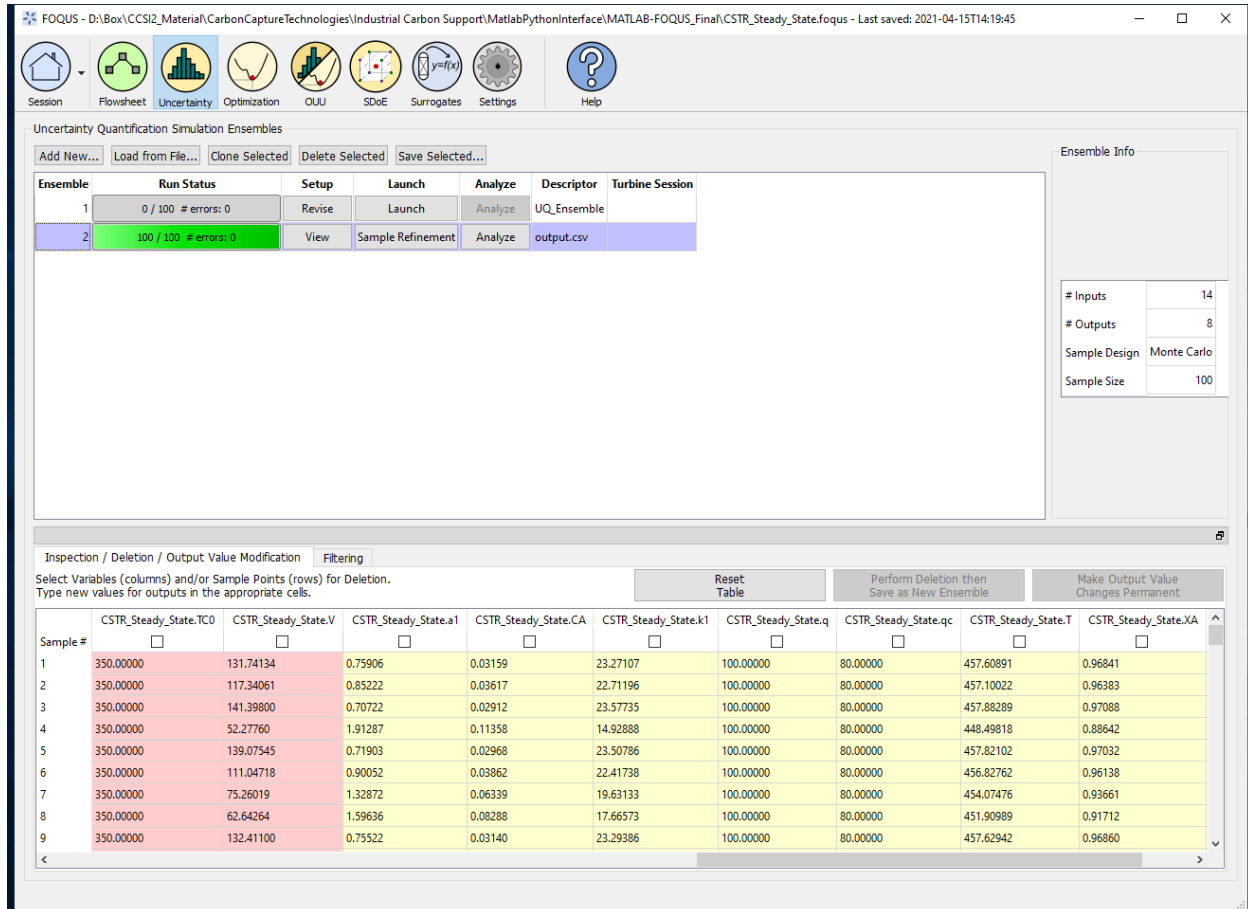 FOQUS - D:\Box\CCSI2_Material\CarbonCaptureTechnologies\Industrial Carbon Support\MatlabPythonInterface\MATLAB-FOQUS_Final\CSTR_Steady_State.foqus - Last saved: 2021-04-15T14:19:45
y=f(x)
Session Flowsheet Uncertainty Optimization OUU SDoE Surrogates Settings Help
Uncertainty Quantification Simulation Ensembles
Add New... Load from File... Clone Selected Delete Selected Save Selected...
Ensemble Run Status Setup Launch Analyze Descriptor Turbine Session
1 0 / 100 # errors: 0 Revise Launch Analyze UQ_Ensemble
2 100 / 100 # errors: 0 View Sample Refinement Analyze output.csv
Ensemble Info
# Inputs 14
# Outputs 8
Sample Design Monte Carlo
Sample Size 100
Inspection / Deletion / Output Value Modification Filtering
Select Variables (columns) and/or Sample Points (rows) for Deletion.
Type new values for outputs in the appropriate cells.
Reset
Table
Perform Deletion then
Save as New Ensemble
Make Output Value
Changes Permanent
CSTR_Steady_State.TC0 CSTR_Steady_State.V CSTR_Steady_State.a1 CSTR_Steady_State.CA CSTR_Steady_State.k1 CSTR_Steady_State.q CSTR_Steady_State.qc CSTR_Steady_State.T CSTR_Steady_State.XA
Sample #
1 350.00000 131.74134 0.75906 0.03159 23.27107 100.00000 80.00000 457.60891 0.96841
2 350.00000 117.34061 0.85222 0.03617 22.71196 100.00000 80.00000 457.10022 0.96383
3 350.00000 141.39800 0.70722 0.02912 23.57735 100.00000 80.00000 457.88289 0.97088
4 350.00000 52.27760 1.91287 0.11358 14.92888 100.00000 80.00000 448.49818 0.88642
5 350.00000 139.07545 0.71903 0.02968 23.50786 100.00000 80.00000 457.82102 0.97032
6 350.00000 111.04718 0.90052 0.03862 22.41738 100.00000 80.00000 456.82762 0.96138
7 350.00000 75.26019 1.32872 0.06339 19.63133 100.00000 80.00000 454.07476 0.93661
8 350.00000 62.64264 1.59636 0.08288 17.66573 100.00000 80.00000 451.90989 0.91712
9 350.00000 132.41100 0.75522 0.03140 23.29386 100.00000 80.00000 457.62942 0.96860